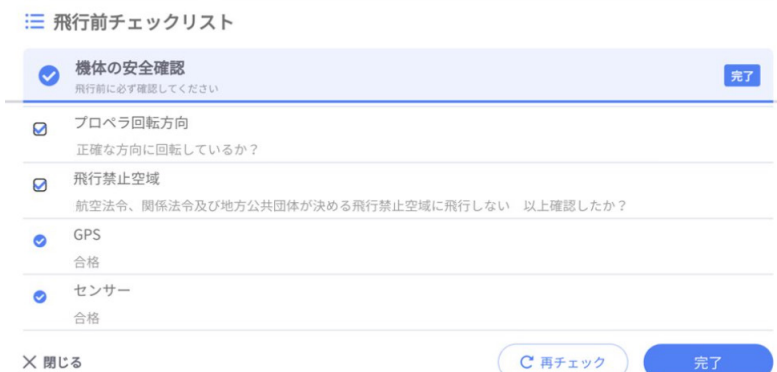 飛行前チェックリスト
機体の安全確認
飛行前に必ず確認してください
完了
プロペラ回転方向
正確な方向に回転しているか？
飛行禁止空域
航空法令、関係法令及び地方公共団体が決める飛行禁止空域に飛行しない　以上確認したか？
GPS
合格
センサー
合格
閉じる
再チェック
完了